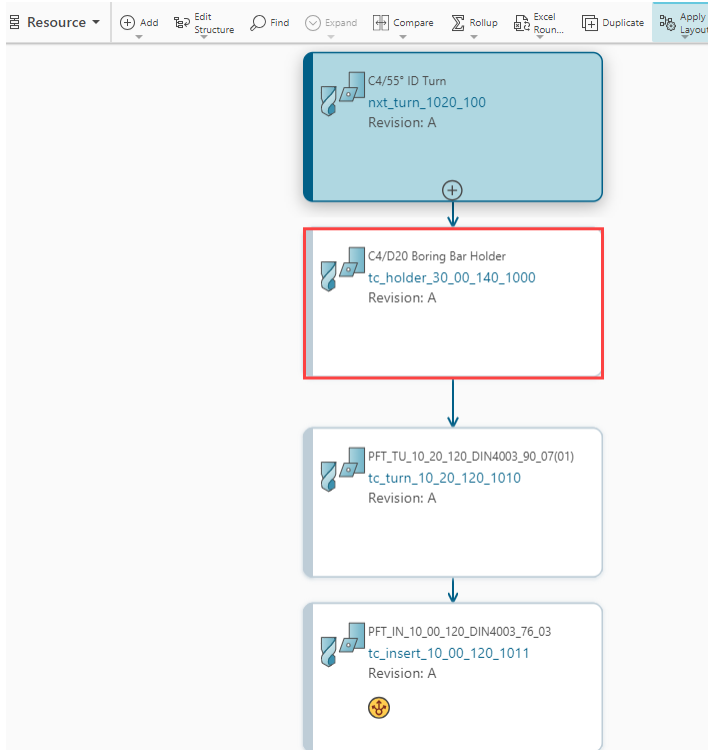 Resource
Add
Edit
Structure
Find
Expand
Compare
Rollup
Excel
Roun...
Duplicate
Apply
Layout
C4/55° ID Turn
nxt_turn_1020_100
Revision: A
C4/D20 Boring Bar Holder
tc_holder_30_00_140_1000
Revision: A
PFT_TU_10_20_120_DIN4003_90_07(01)
tc_turn_10_20_120_1010
Revision: A
PFT_IN_10_00_120_DIN4003_76_03
tc_insert_10_00_120_1011
Revision: A